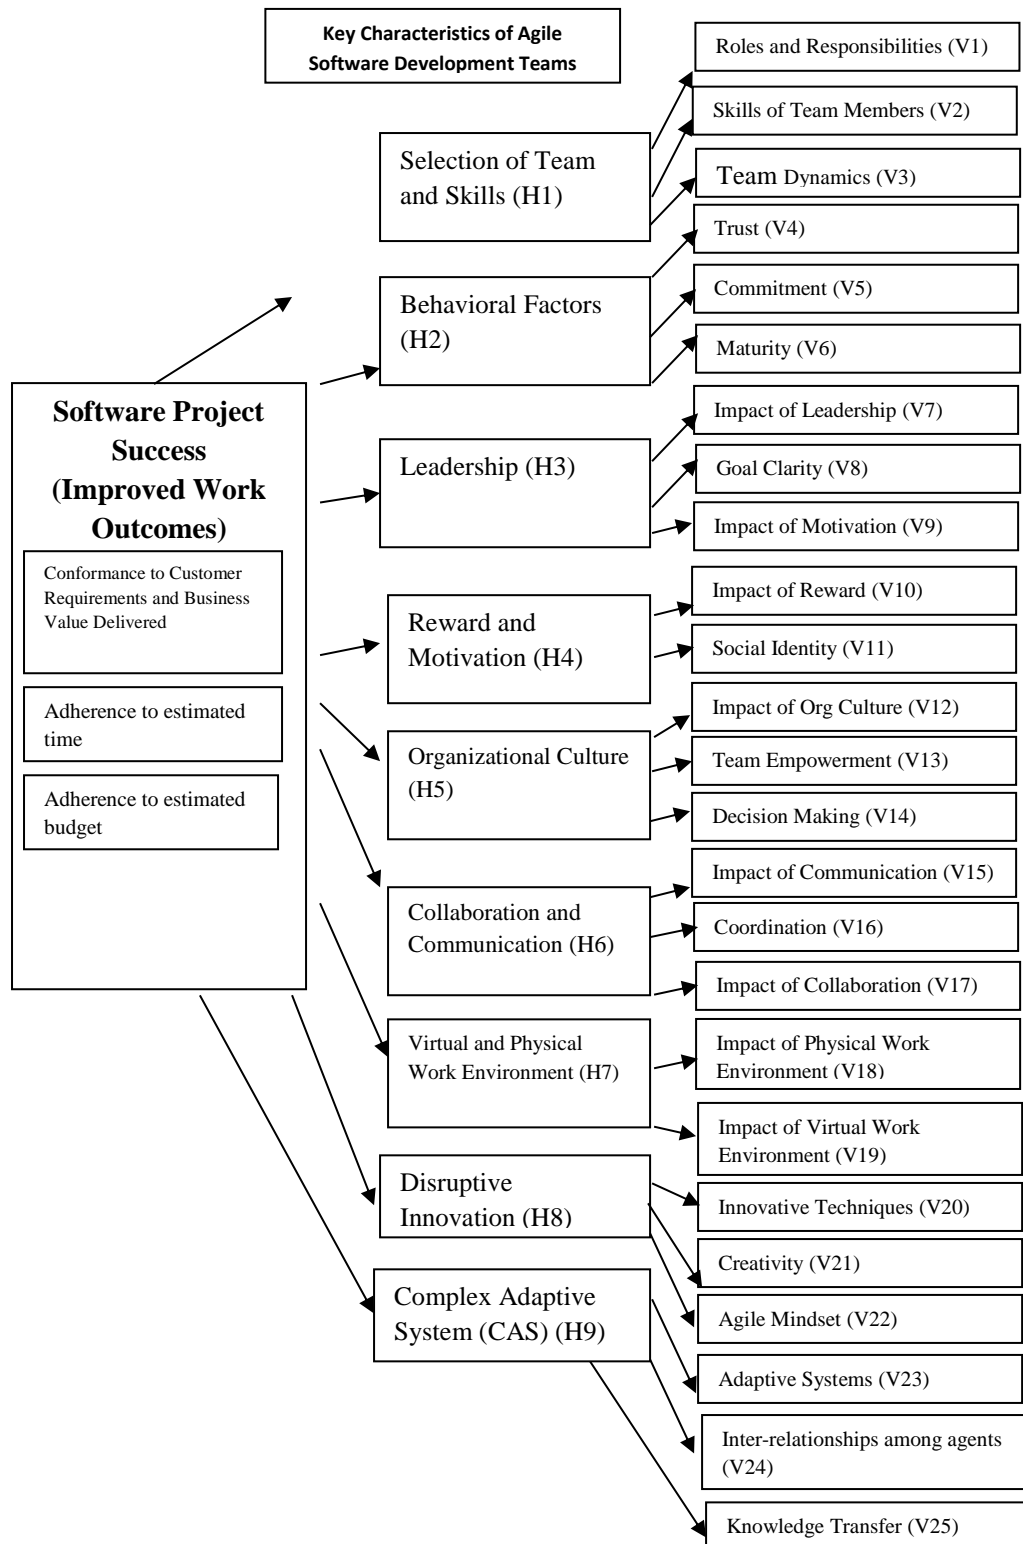 Key Characteristics of Agile
Software Development Teams
Roles and Responsibilities (V1)
Skills of Team Members (V2)
Team Dynamics (V3)
Selection of Team
and Skills (H1)
Trust (V4)
Commitment (V5)
Maturity (V6)
Behavioral Factors
(H2)
Software Project
Success
(Improved Work
Outcomes)
Conformance to Customer
Requirements and Business
Value Delivered
Adherence to estimated
time
Adherence to estimated
budget
Leadership (H3)
Impact of Leadership (V7)
Goal Clarity (V8)
Impact of Motivation (V9)
Reward and
Motivation (H4)
Impact of Reward (V10)
Social Identity (V11)
Organizational Culture
(H5)
Impact of Org Culture (V12)
Team Empowerment (V13)
Decision Making (V14)
Collaboration and
Communication (H6)
Impact of Communication (V15)
Coordination (V16)
Impact of Collaboration (V17)
Virtual and Physical
Work Environment (H7)
Impact of Physical Work
Environment (V18)
Impact of Virtual Work
Environment (V19)
Disruptive
Innovation (H8)
Innovative Techniques (V20)
Creativity (V21)
Agile Mindset (V22)
Complex Adaptive
System (CAS) (H9)
Adaptive Systems (V23)
Inter-relationships among agents
(V24)
Knowledge Transfer (V25)